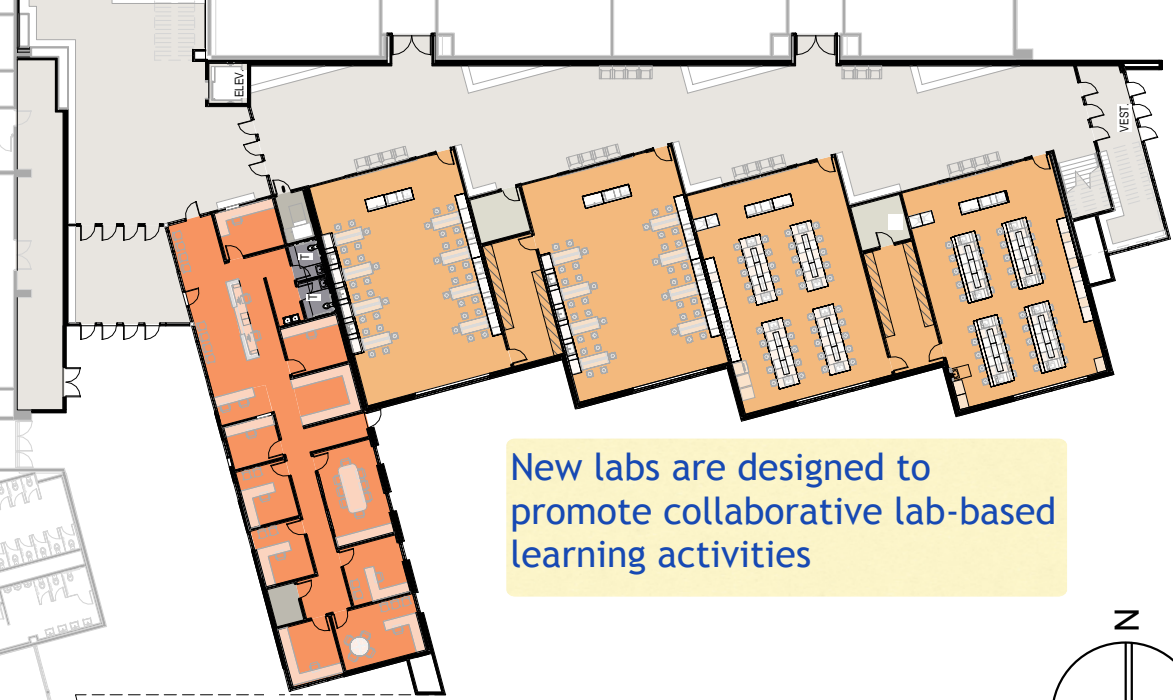 ELEV.
VEST.
T
T
New labs are designed to
promote collaborative lab-based
learning activities
N